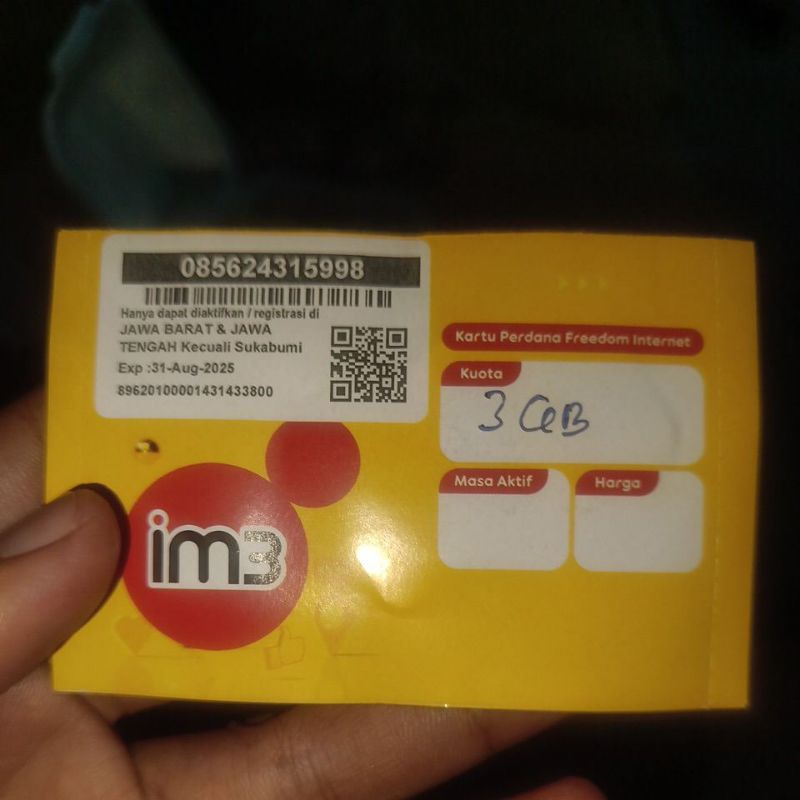 085624315998
Hanya dapat diaktifkan / registrasi di
JAWA BARAT & JAWA
TENGAH Kecuali Sukabumi
Exp :31-Aug-2025
89620100001431433800
im3
Kartu Perdana Freedom Internet
Kuota
3 GB
Masa Aktif
Harga